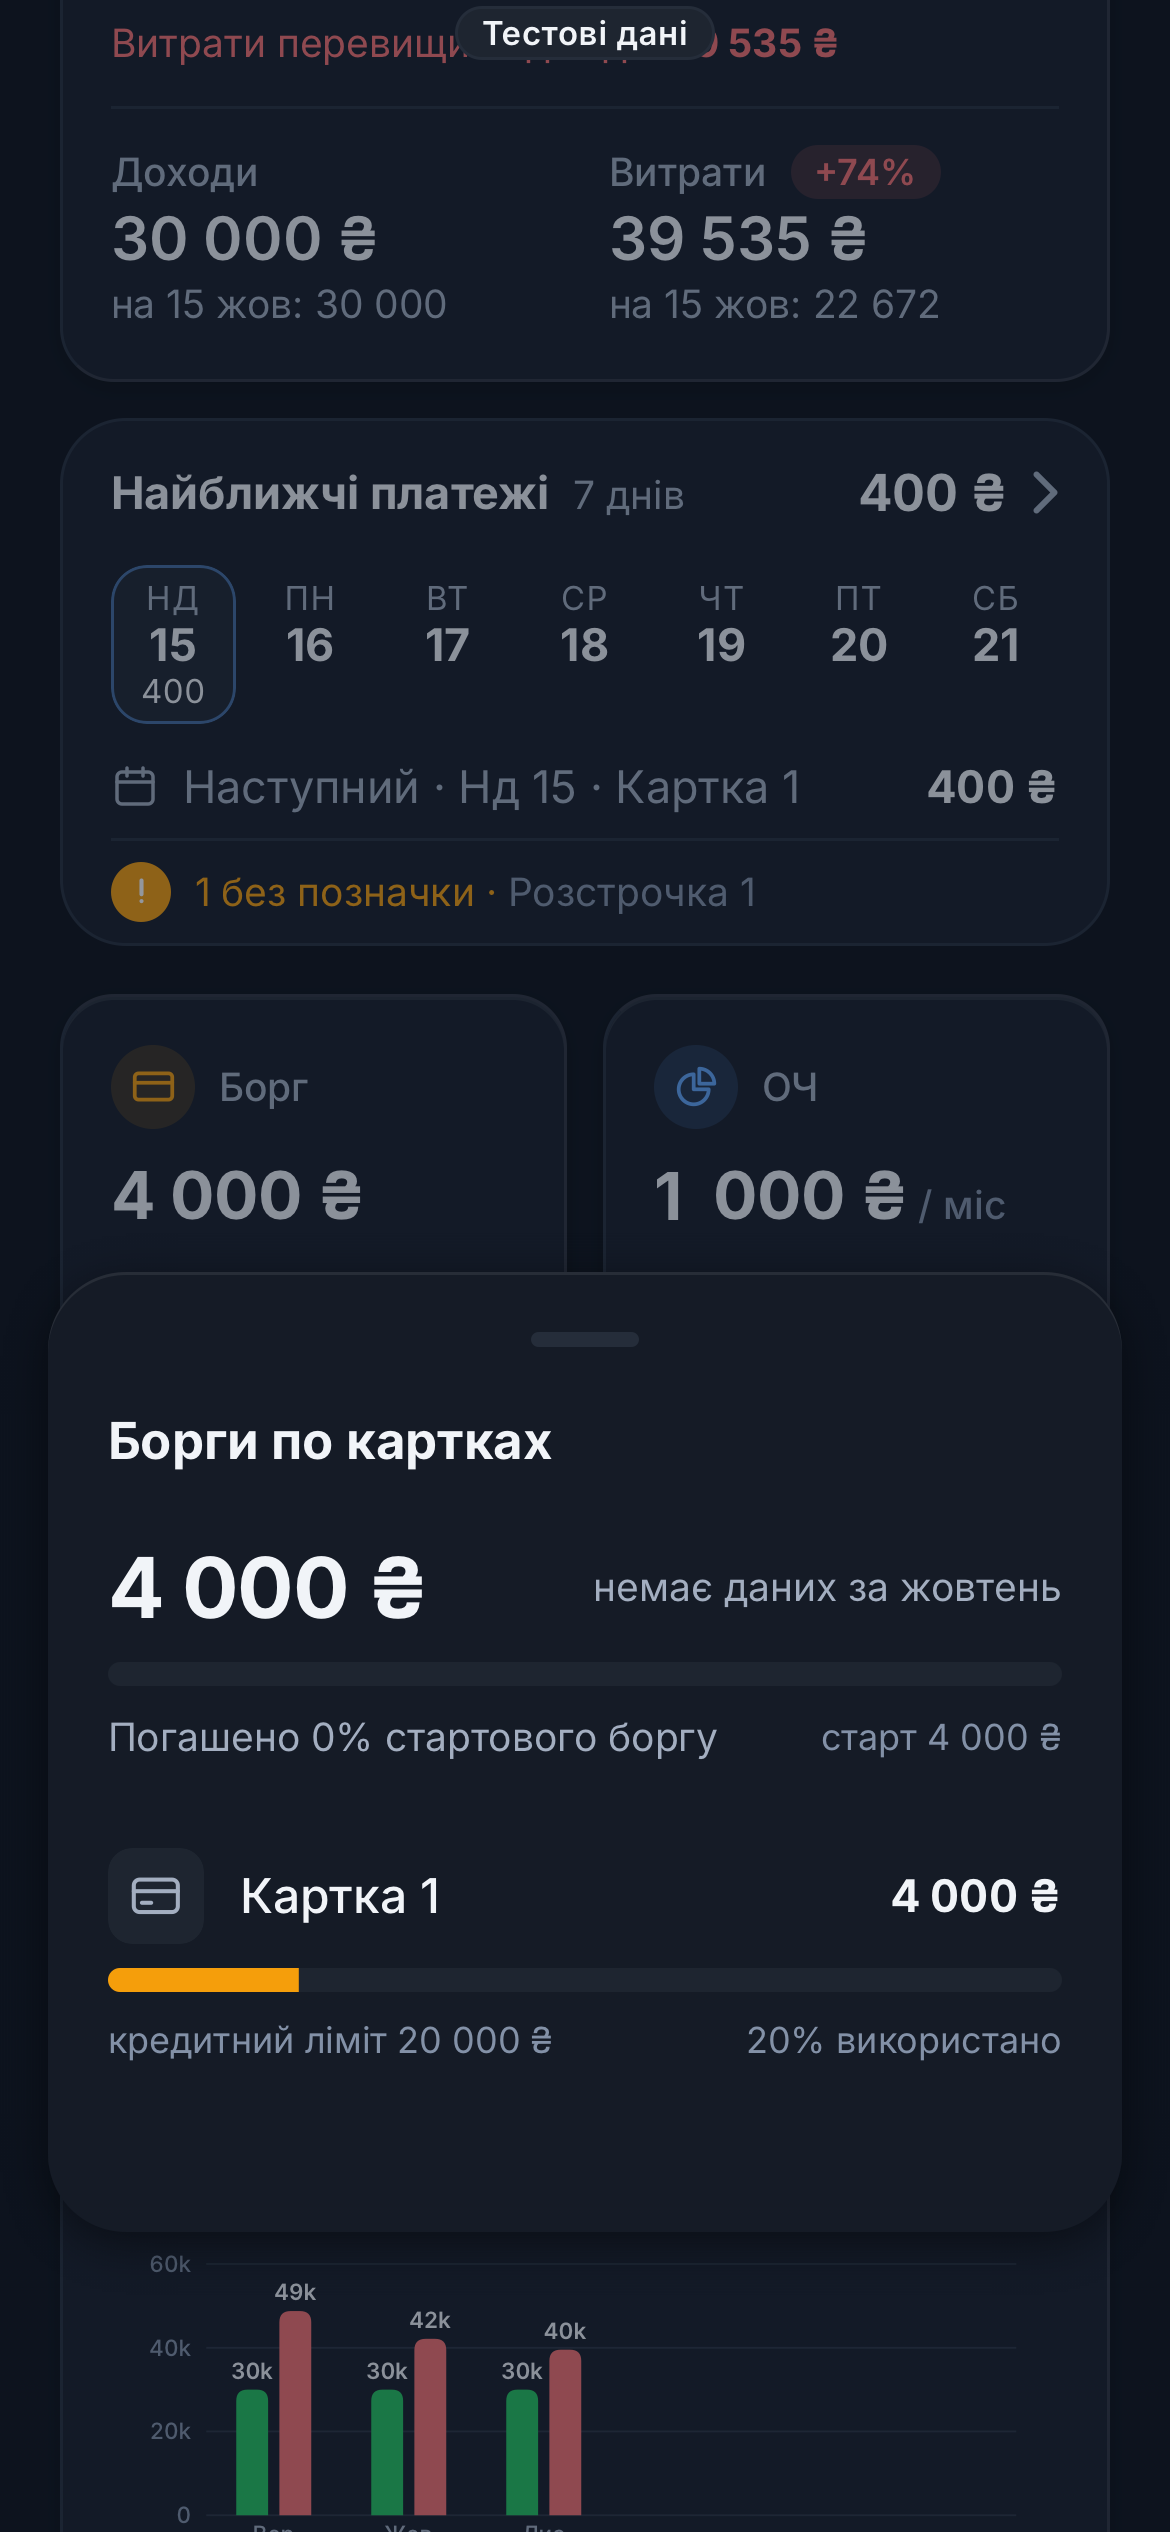 Тестові дані
Витрати 535 ₴
Доходи
Витрати +74%
30 000 ₴
39 535 ₴
на 15 жов: 30 000
на 15 жов: 22 672
Найближчі платежі 7 днів 400 ₴
НД ПН ВТ СР ЧТ ПТ СБ
15 16 17 18 19 20 21
400
Наступний · Нд 15 · Картка 1 400 ₴
! 1 без позначки · Розстрочка 1
Борг
ОЧ
4 000 ₴
1 000 ₴ / міс
Борги по картках
4 000 ₴ немає даних за жовтень
Погашено 0% стартового боргу старт 4 000 ₴
Картка 1 4 000 ₴
кредитний ліміт 20 000 ₴ 20% використано
60k
49k
42k
40k
40k
30k 30k 30k
20k
0